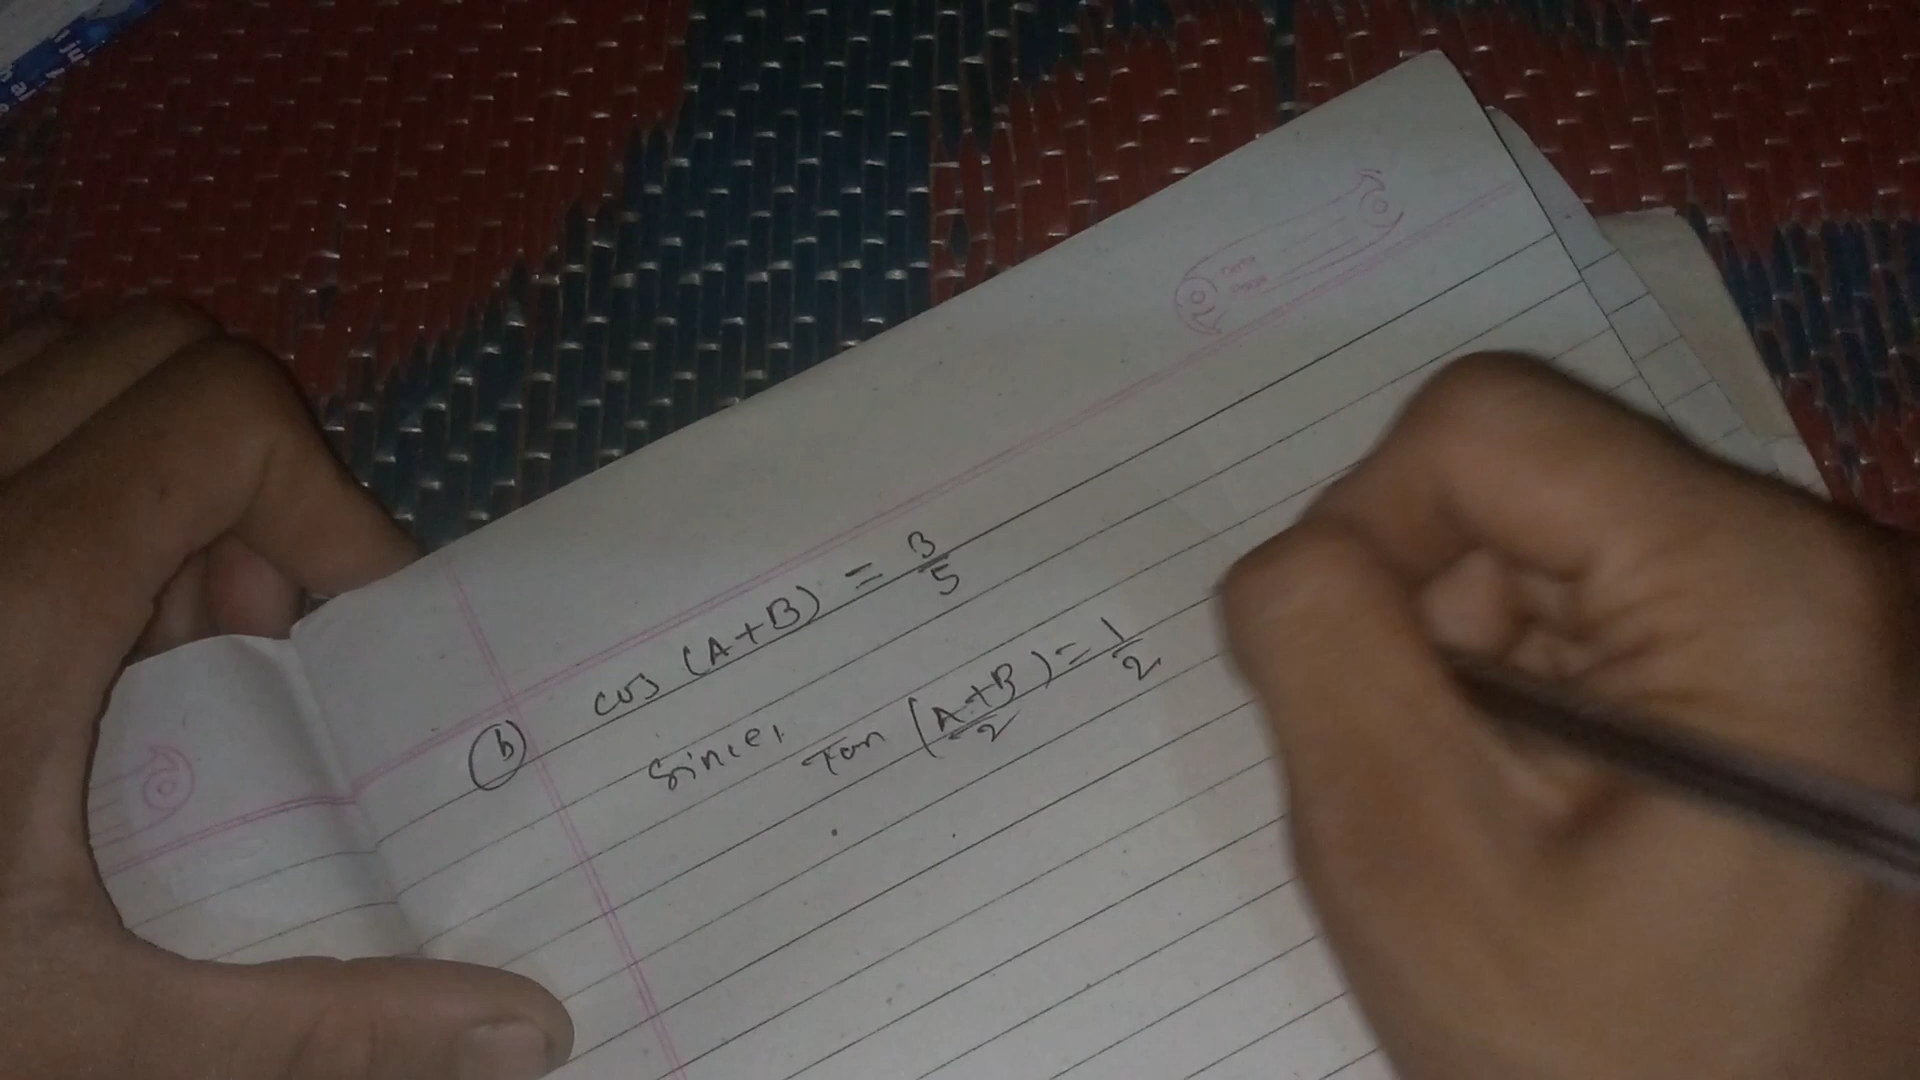 (b) cos (A+B) = 3/5
Since,
tan (A+B/2) = 1/2